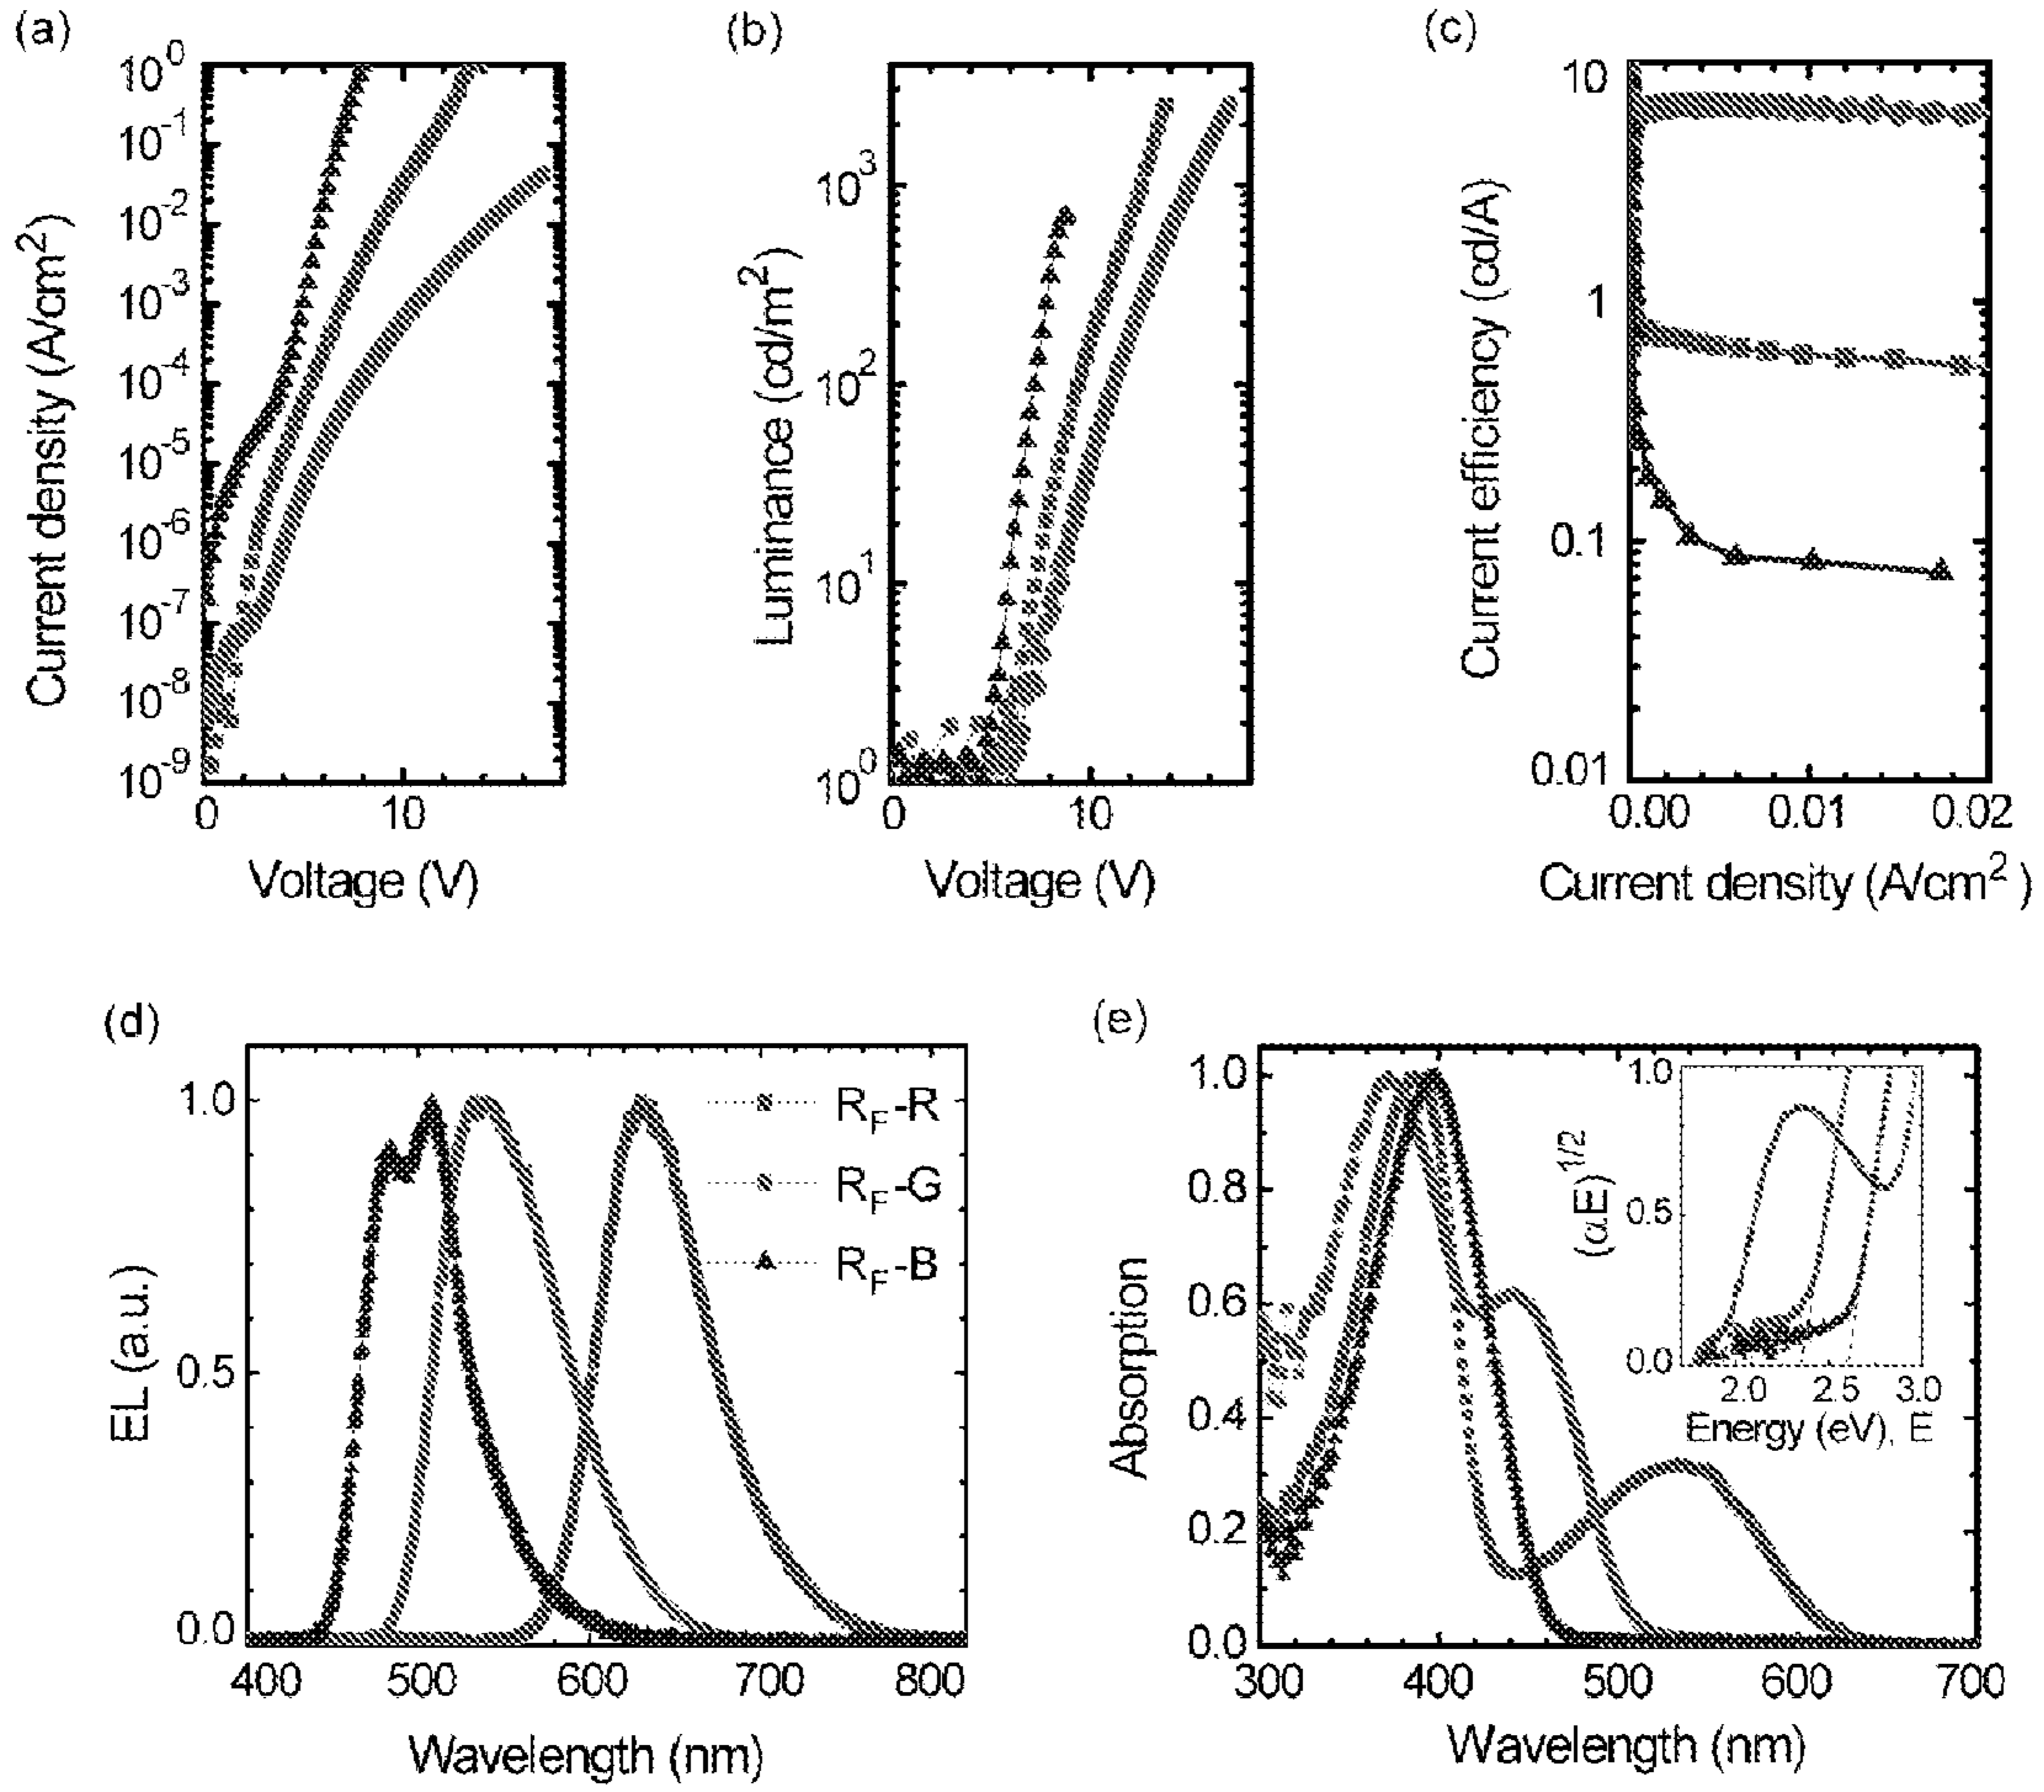 (a)
10^0
10^-1
10^-2
10^-3
10^-4
10^-5
10^-6
10^-7
10^-8
10^-9
Current density (A/cm^2)
0 10
Voltage (V)
(b)
10^3
10^2
10^1
10^0
Luminance (cd/m^2)
0 10
Voltage (V)
(c)
10
1
0.1
0.01
Current efficiency (cd/A)
0.00 0.01 0.02
Current density (A/cm^2)
(d)
1.0
0.5
0.0
EL (a.u.)
R_F-R
R_F-G
R_F-B
400 500 600 700 800
Wavelength (nm)
(e)
1.0
0.8
0.6
0.4
0.2
0.0
Absorption
1.0
0.5
0.0
(αE)^1/2
2.0 2.5 3.0
Energy (eV), E
300 400 500 600 700
Wavelength (nm)